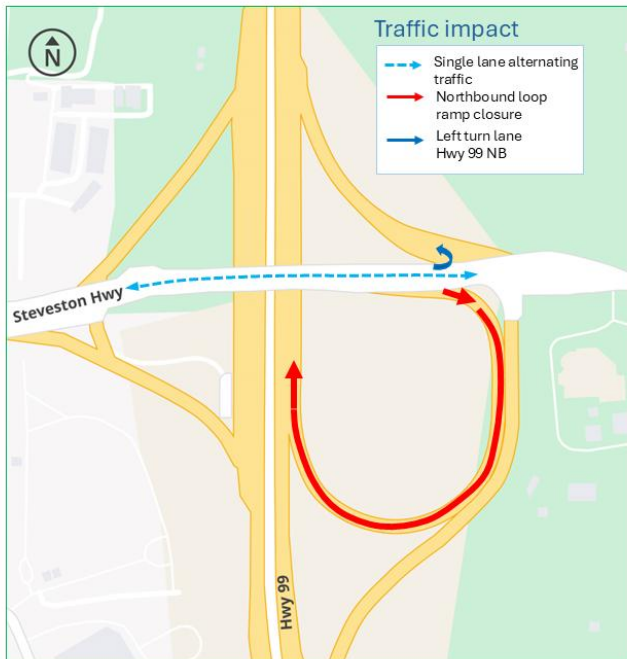 Traffic impact
N
Single lane alternating
traffic
Northbound loop
ramp closure
Left turn lane
Hwy 99 NB
Steveston Hwy
Hwy 99